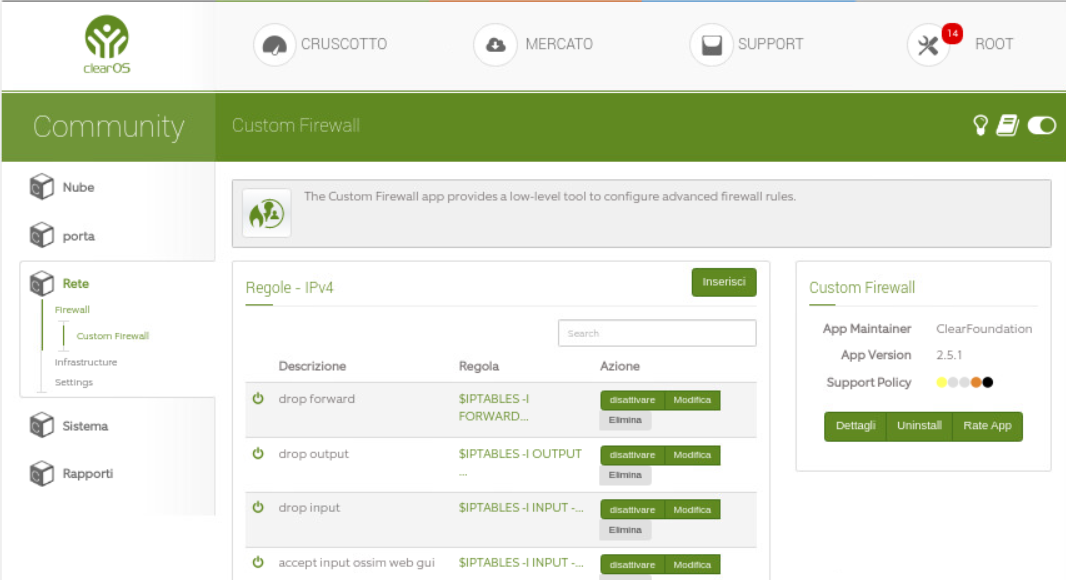 clearOS
CRUSCOTTO
MERCATO
SUPPORT
14
ROOT
Community
Custom Firewall
Nube
porta
Rete
Firewall
Custom Firewall
Infrastructure
Settings
Sistema
Rapporti
The Custom Firewall app provides a low-level tool to configure advanced firewall rules.
Regole - IPv4
Inserisci
Search
Descrizione Regola Azione
drop forward $IPTABLES -I disattivare Modifica
FORWARD... Elimina
drop output $IPTABLES -I OUTPUT disattivare Modifica
... Elimina
drop input $IPTABLES -I INPUT -... disattivare Modifica
Elimina
accept input ossim web gui $IPTABLES -I INPUT -... disattivare Modifica
Custom Firewall
App Maintainer ClearFoundation
App Version 2.5.1
Support Policy
Dettagli Uninstall Rate App